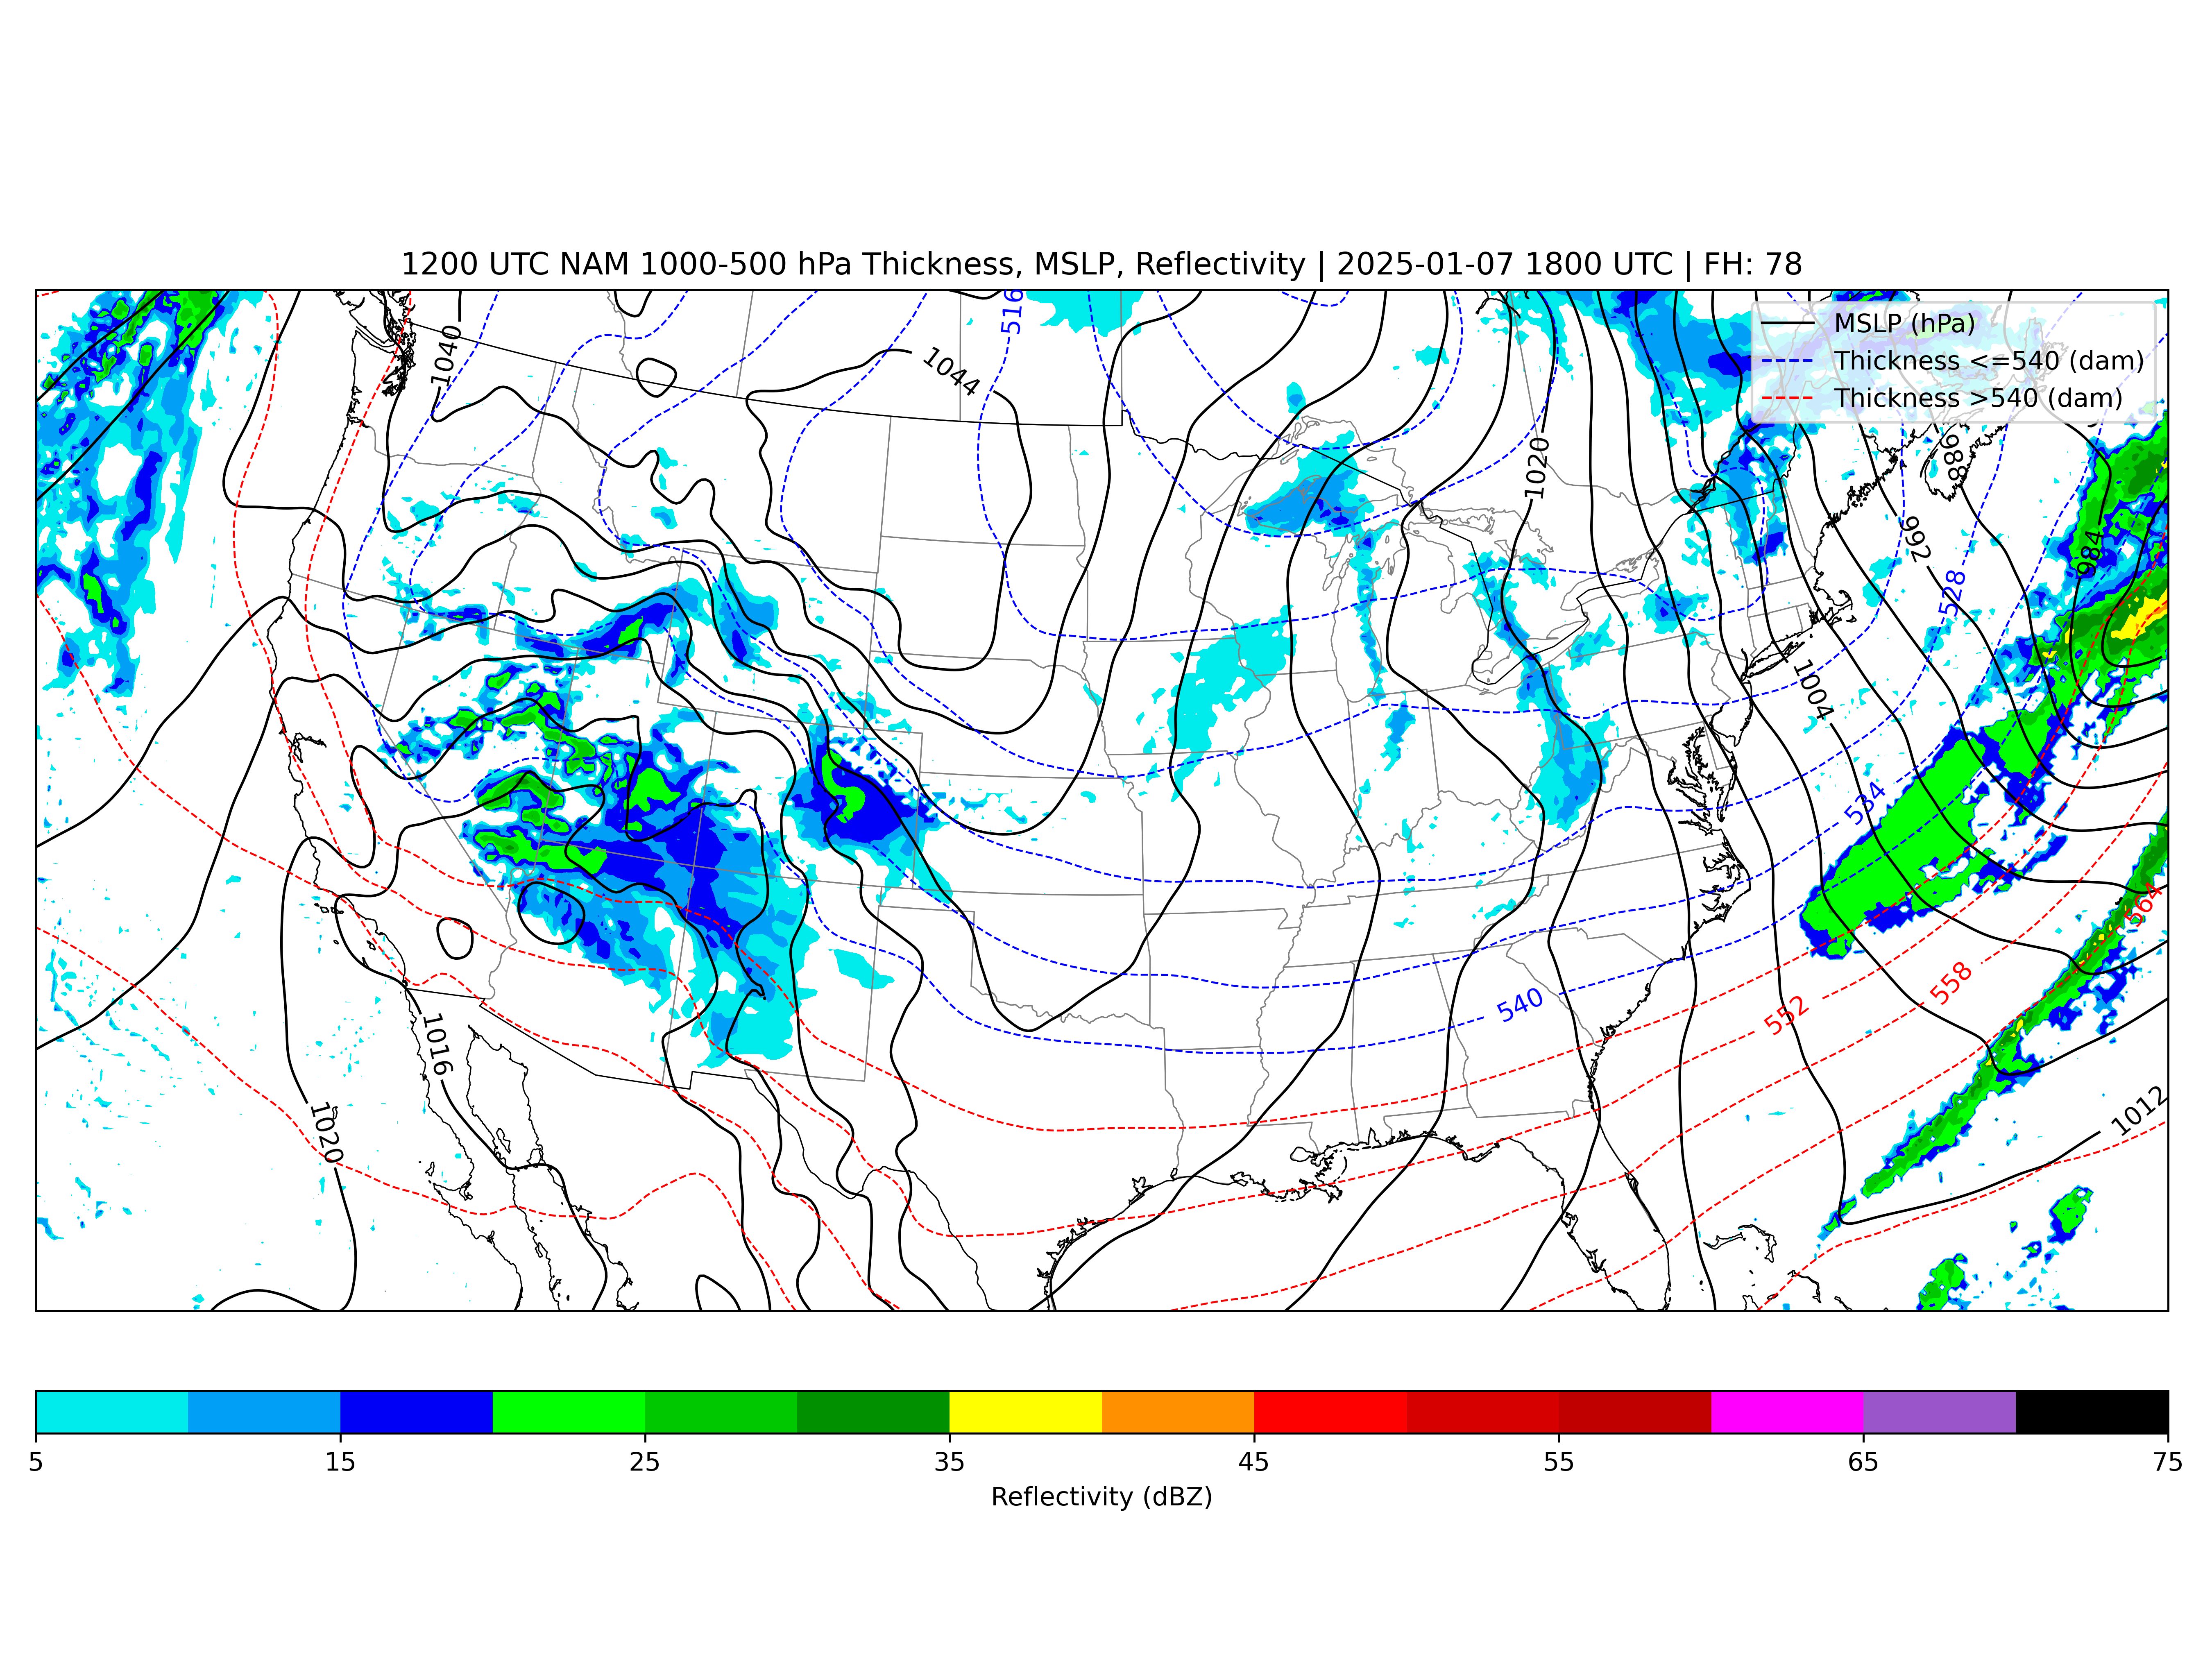 1200 UTC NAM 1000-500 hPa Thickness, MSLP, Reflectivity | 2025-01-07 1800 UTC | FH: 78
MSLP (hPa)
Thickness <=540 (dam)
Thickness >540 (dam)
516
1040
1044
1020
988
992
984
528
1004
534
564
558
552
540
1016
1020
1012
5 15 25 35 45 55 65 75
Reflectivity (dBZ)